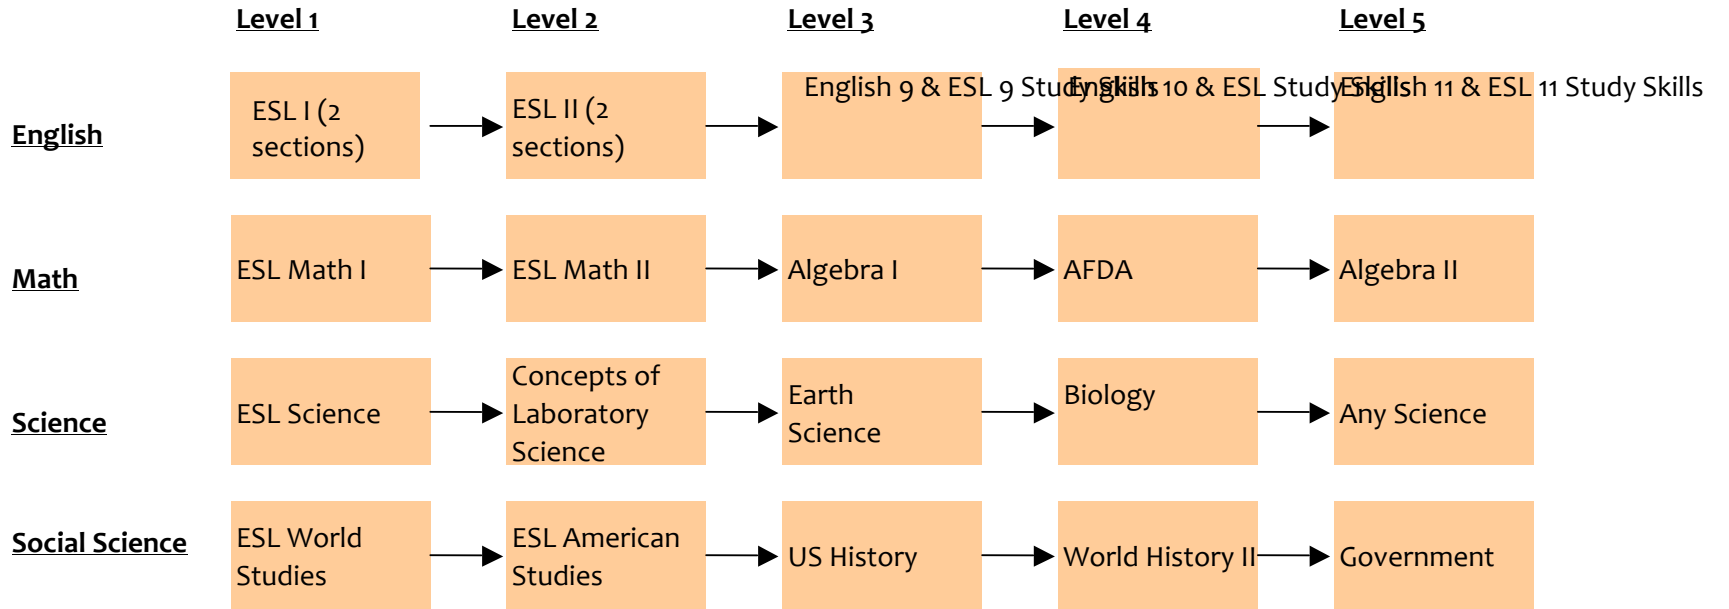 Level 1
Level 2
Level 3
Level 4
Level 5
English
ESL I (2
sections)
ESL II (2
sections)
English 9 & ESL 9 Study Skills
English 10 & ESL Study Skills
English 11 & ESL 11 Study Skills
Math
ESL Math I
ESL Math II
Algebra I
AFDA
Algebra II
Science
ESL Science
Concepts of
Laboratory
Science
Earth
Science
Biology
Any Science
Social Science
ESL World
Studies
ESL American
Studies
US History
World History II
Government